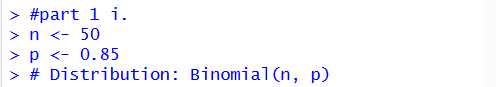 > #part 1 i.
> n <- 50
> p <- 0.85
> # Distribution: Binomial(n, p)